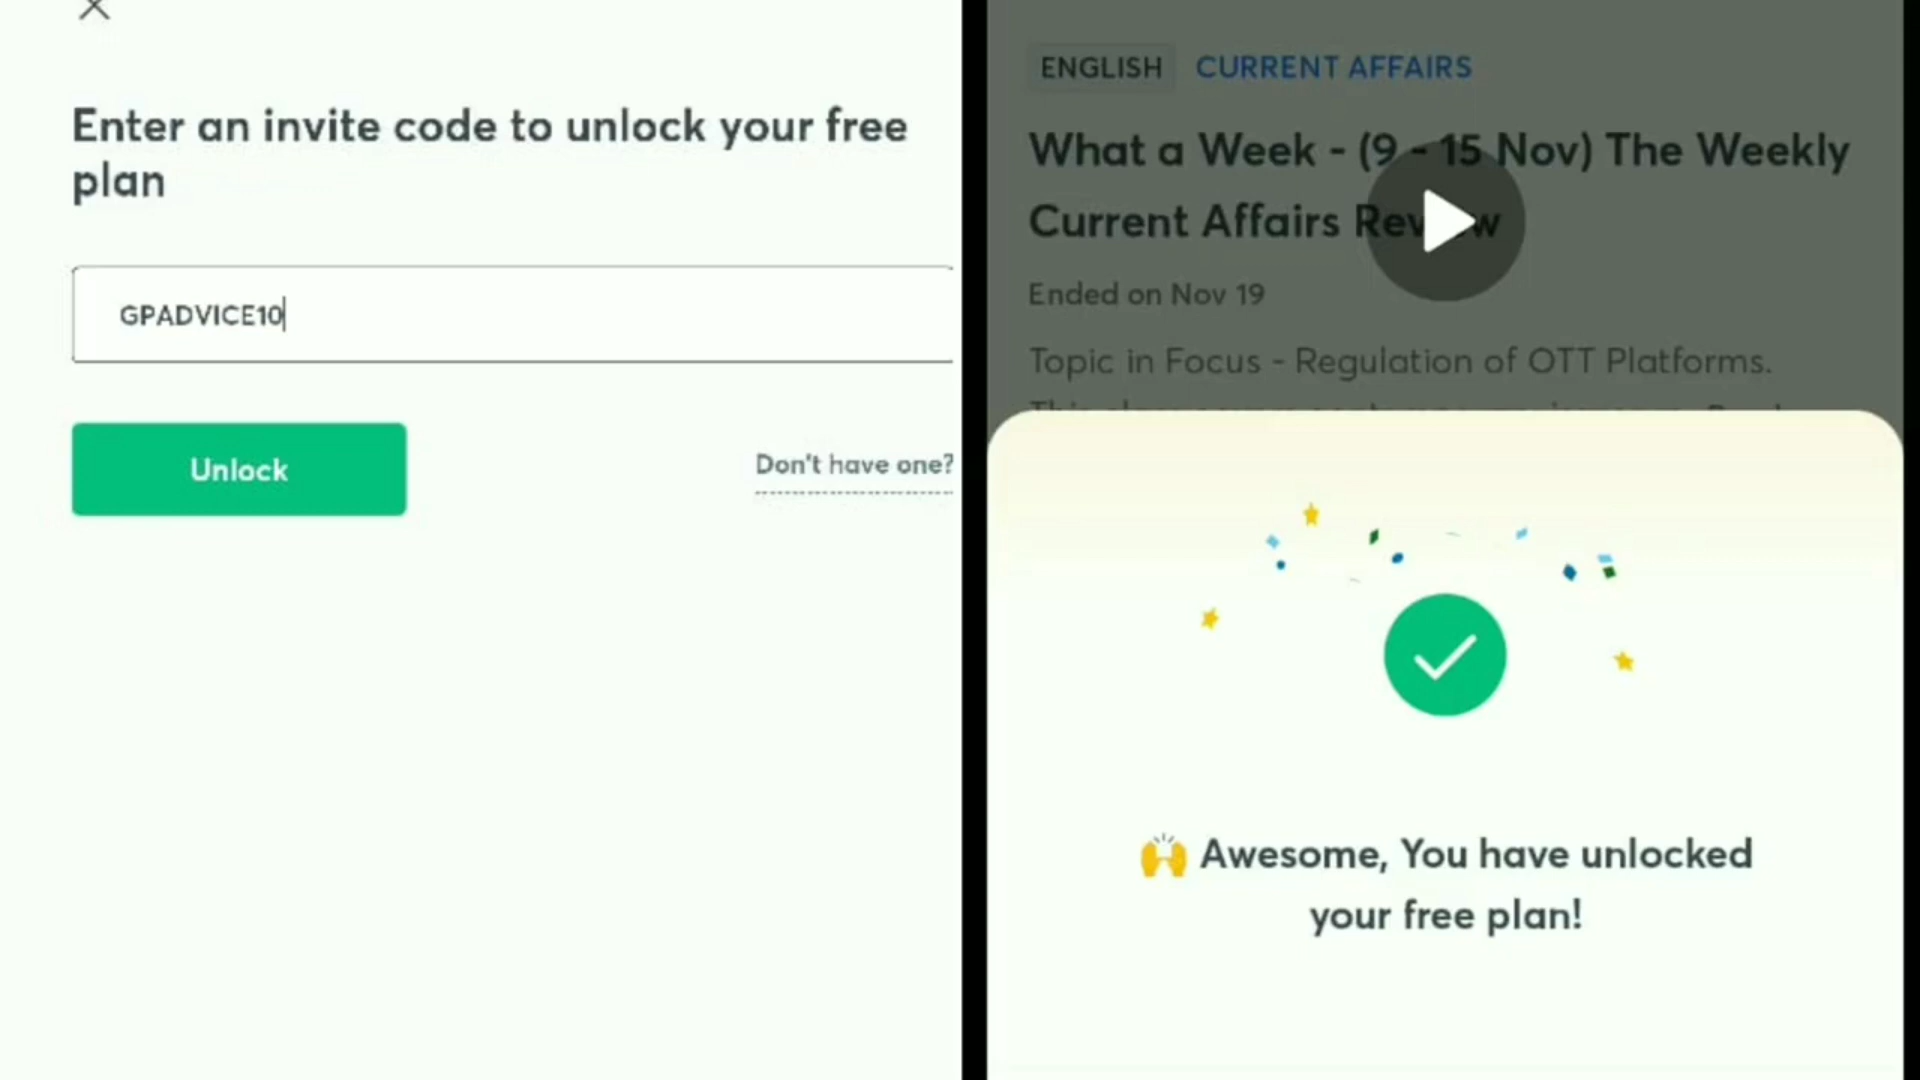 Enter an invite code to unlock your free
plan
GPADVICE10
Unlock
Don't have one?
ENGLISH CURRENT AFFAIRS
What a Week - (9 - 15 Nov) The Weekly
Current Affairs Review
Ended on Nov 19
Topic in Focus - Regulation of OTT Platforms.
Awesome, You have unlocked
your free plan!